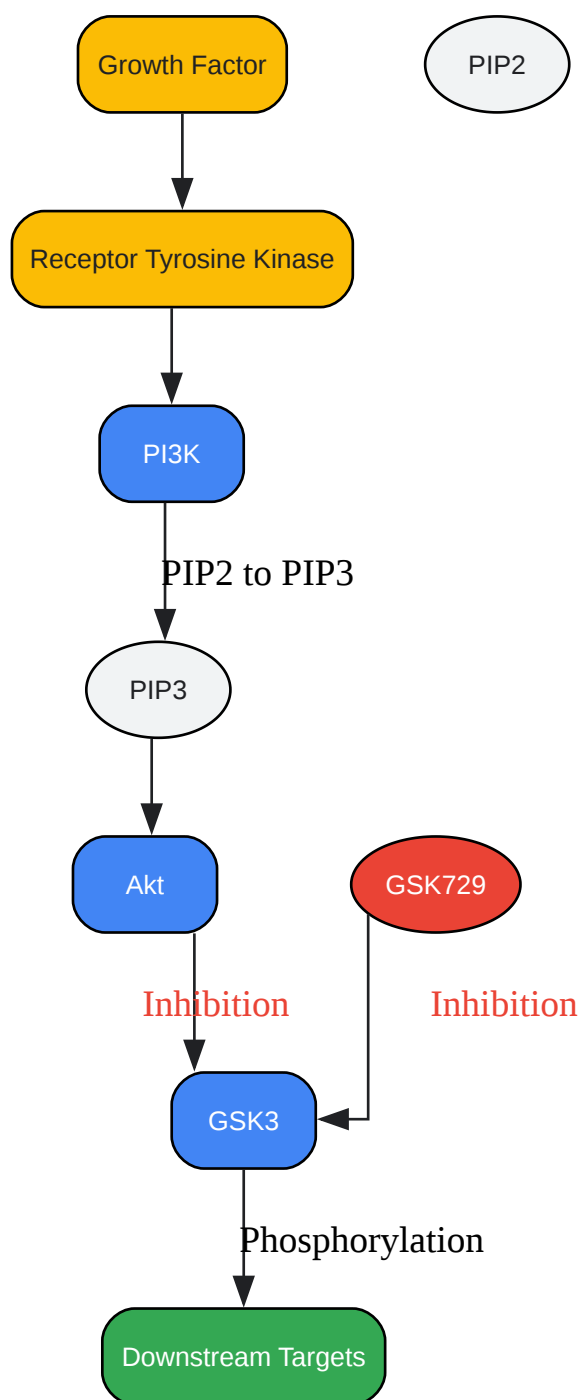 Growth Factor
PIP2
Receptor Tyrosine Kinase
PI3K
PIP2 to PIP3
PIP3
Akt
GSK729
Inhibition
Inhibition
GSK3
Phosphorylation
Downstream Targets